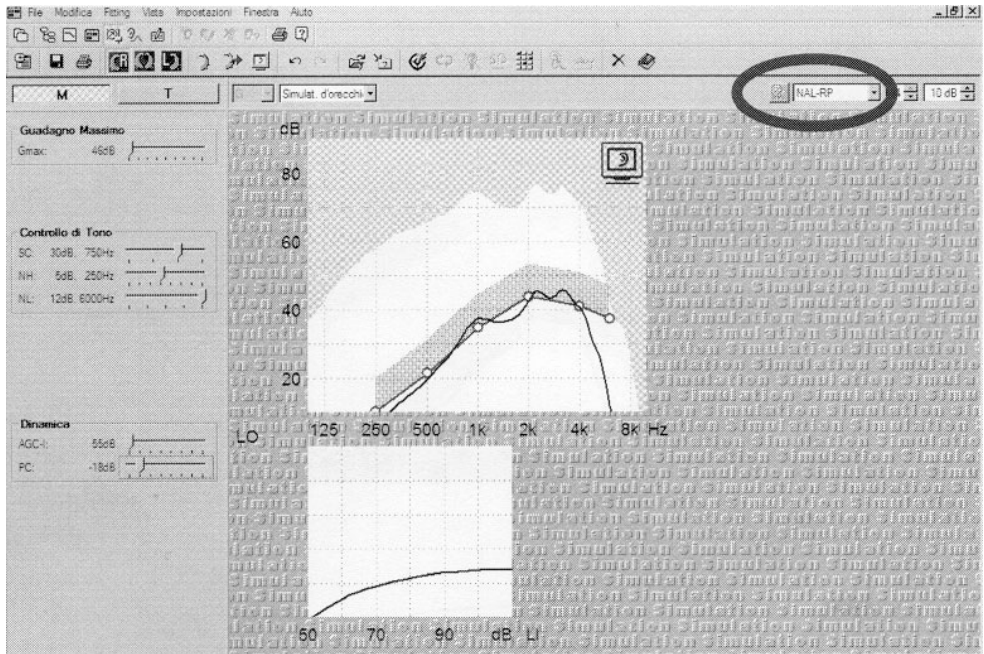 File Modifica Fitting Vista Impostazioni Finestra Aiuto
M T Simulat. d'orecchi NAL-RP 10 dB
Guadagno Massimo
Gmax: 46dB
Controllo di Tono
SC: 30dB 750Hz
NH: 5dB 250Hz
NL: 12dB 6000Hz
Dinamica
AGC-I: 55dB
PC: -18dB
dB
80
60
40
20
125 250 500 1k 2k 4k 8k Hz
LO
50 70 90 dB LI
Simulation